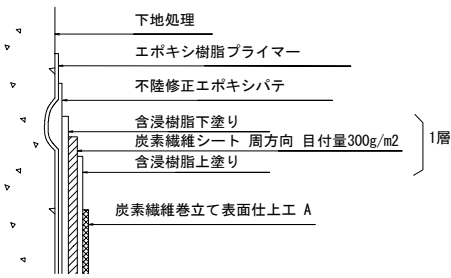 下地処理
エポキシ樹脂プライマー
不陸修正エポキシパテ
含浸樹脂下塗り
炭素繊維シート 周方向 目付量300g/m2
1層
含浸樹脂上塗り
炭素繊維巻立て表面仕上工 A